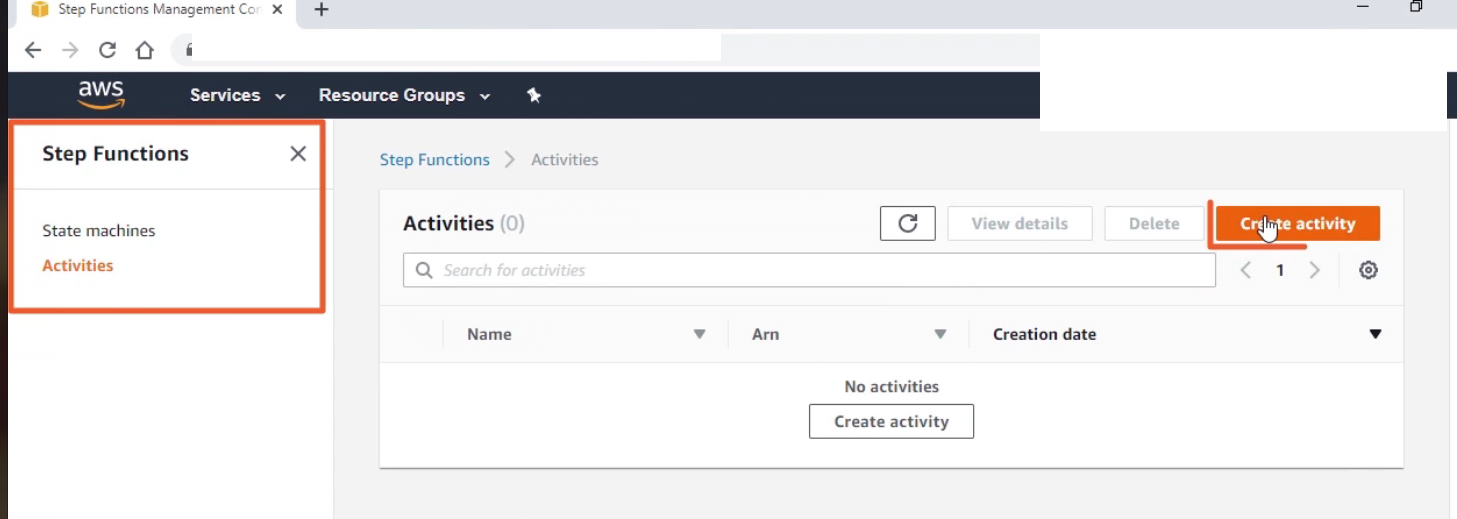 Step Functions Management Con
aws
Services
Resource Groups
Step Functions
State machines
Activities
Step Functions > Activities
Activities (0)
View details
Delete
Create activity
Search for activities
1
Name
Arn
Creation date
No activities
Create activity